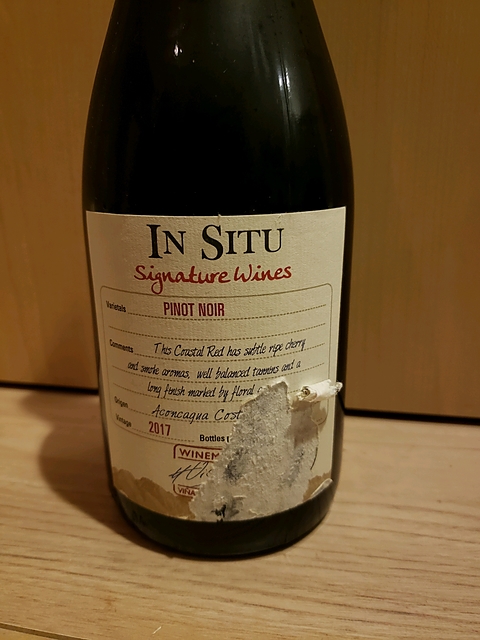 IN SITU
Signature Wines
Varietals PINOT NOIR
Comments This Coastal Red has subtle ripe cherry
and smoke aromas, well balanced tannins and a
long finish marked by floral
Origin Aconcagua Cost
Vintage 2017 Bottles
WINEM
VIÑA